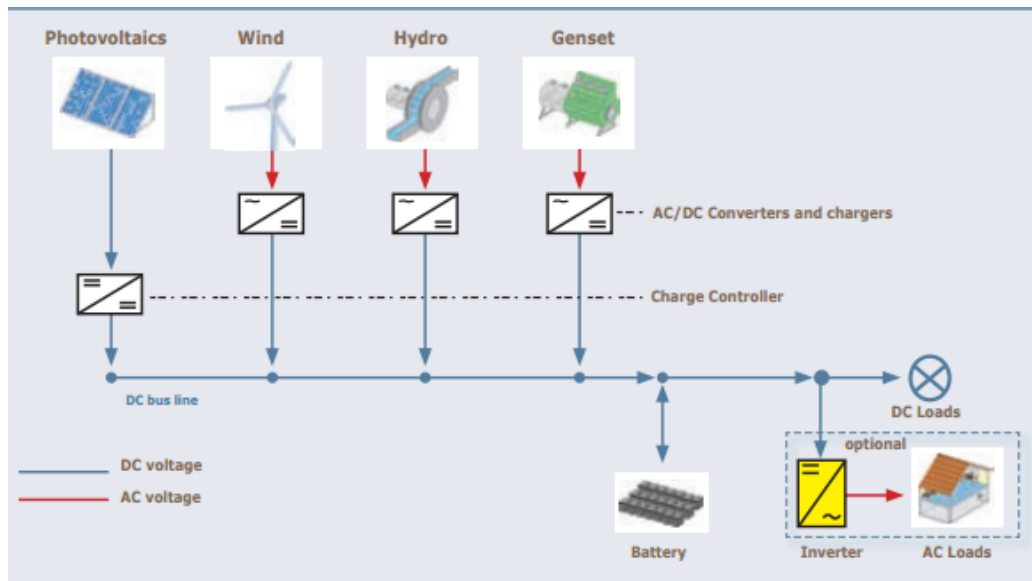 Photovoltaics
Wind
Hydro
Genset
AC/DC Converters and chargers
Charge Controller
DC bus line
DC Loads
optional
DC voltage
AC voltage
Battery
Inverter
AC Loads